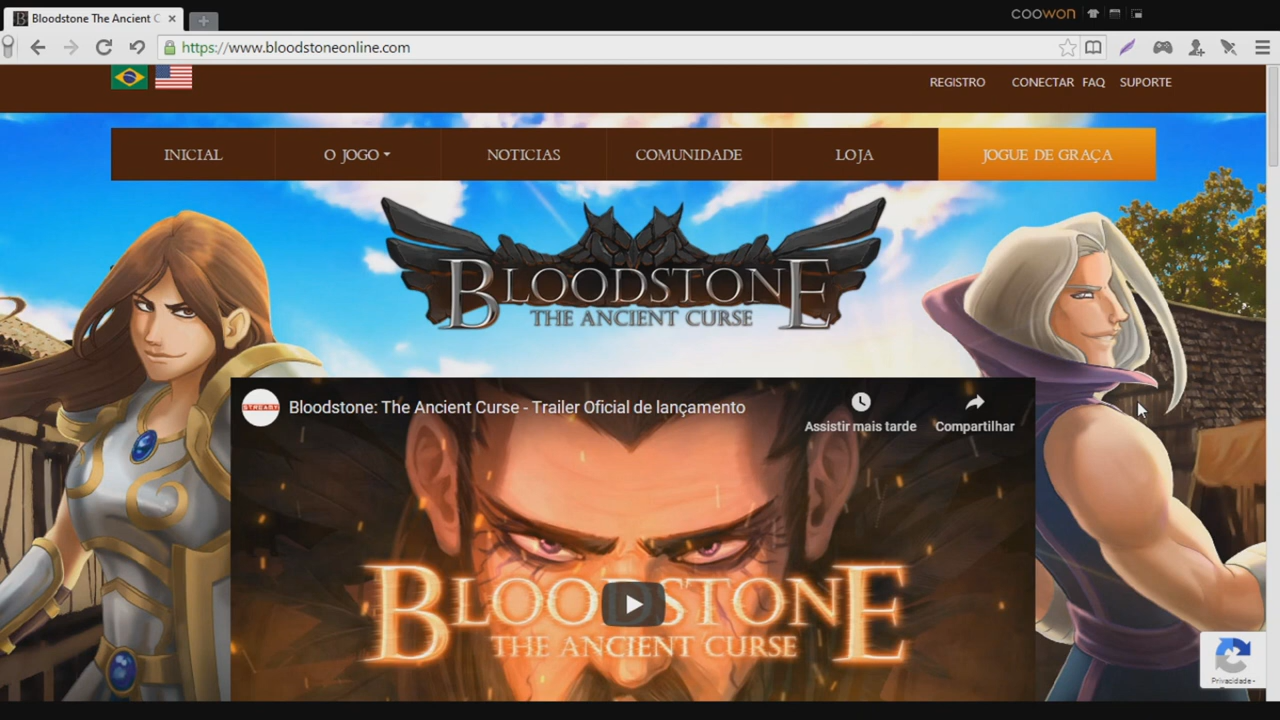 Bloodstone The Ancient C
coowon
https://www.bloodstoneonline.com
REGISTRO CONECTAR FAQ SUPORTE
INICIAL O JOGO NOTICIAS COMUNIDADE LOJA JOGUE DE GRAÇA
BLOODSTONE
THE ANCIENT CURSE
Bloodstone: The Ancient Curse - Trailer Oficial de lançamento
Assistir mais tarde Compartilhar
BLOODSTONE
THE ANCIENT CURSE
Privacidade -